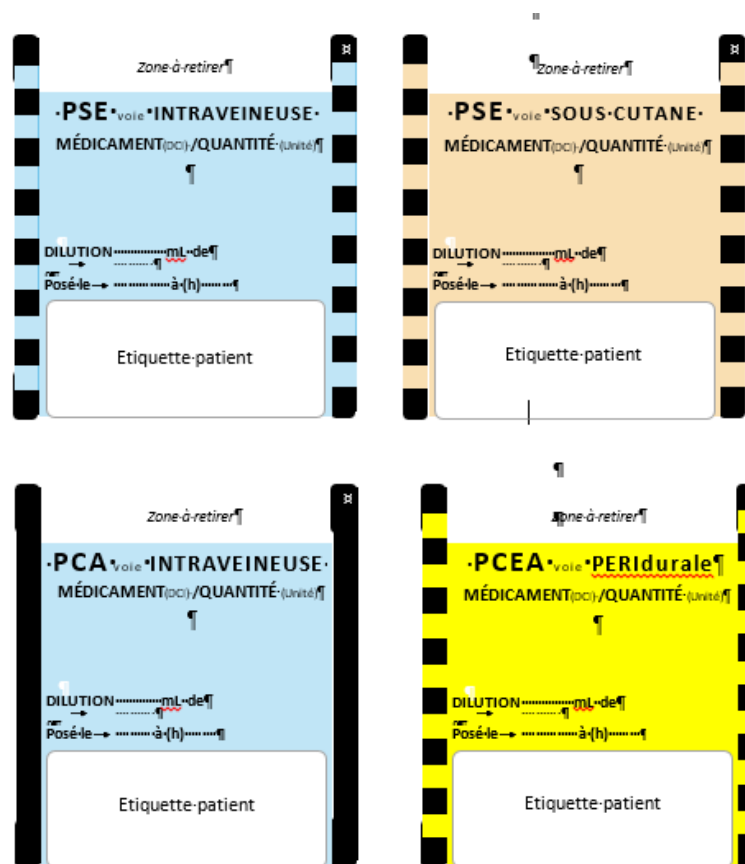 Zone à retirer¶
PSE voie INTRAVEINEUSE
MÉDICAMENT(DCI)/QUANTITÉ (Unité)¶
¶
DILUTION mL de¶
¶
Posé le à (h) ¶
Etiquette patient
¶
Zone à retirer¶
PSE voie SOUS CUTANE
MÉDICAMENT(DCI)/QUANTITÉ (Unité)¶
¶
DILUTION mL de¶
¶
Posé le à (h) ¶
Etiquette patient
Zone à retirer¶
PCA voie INTRAVEINEUSE
MÉDICAMENT(DCI)/QUANTITÉ (Unité)¶
¶
DILUTION mL de¶
¶
Posé le à (h) ¶
Etiquette patient
¶
Zone à retirer¶
PCEA voie PERIdurale¶
MÉDICAMENT(DCI)/QUANTITÉ (Unité)¶
¶
DILUTION mL de¶
¶
Posé le à (h) ¶
Etiquette patient